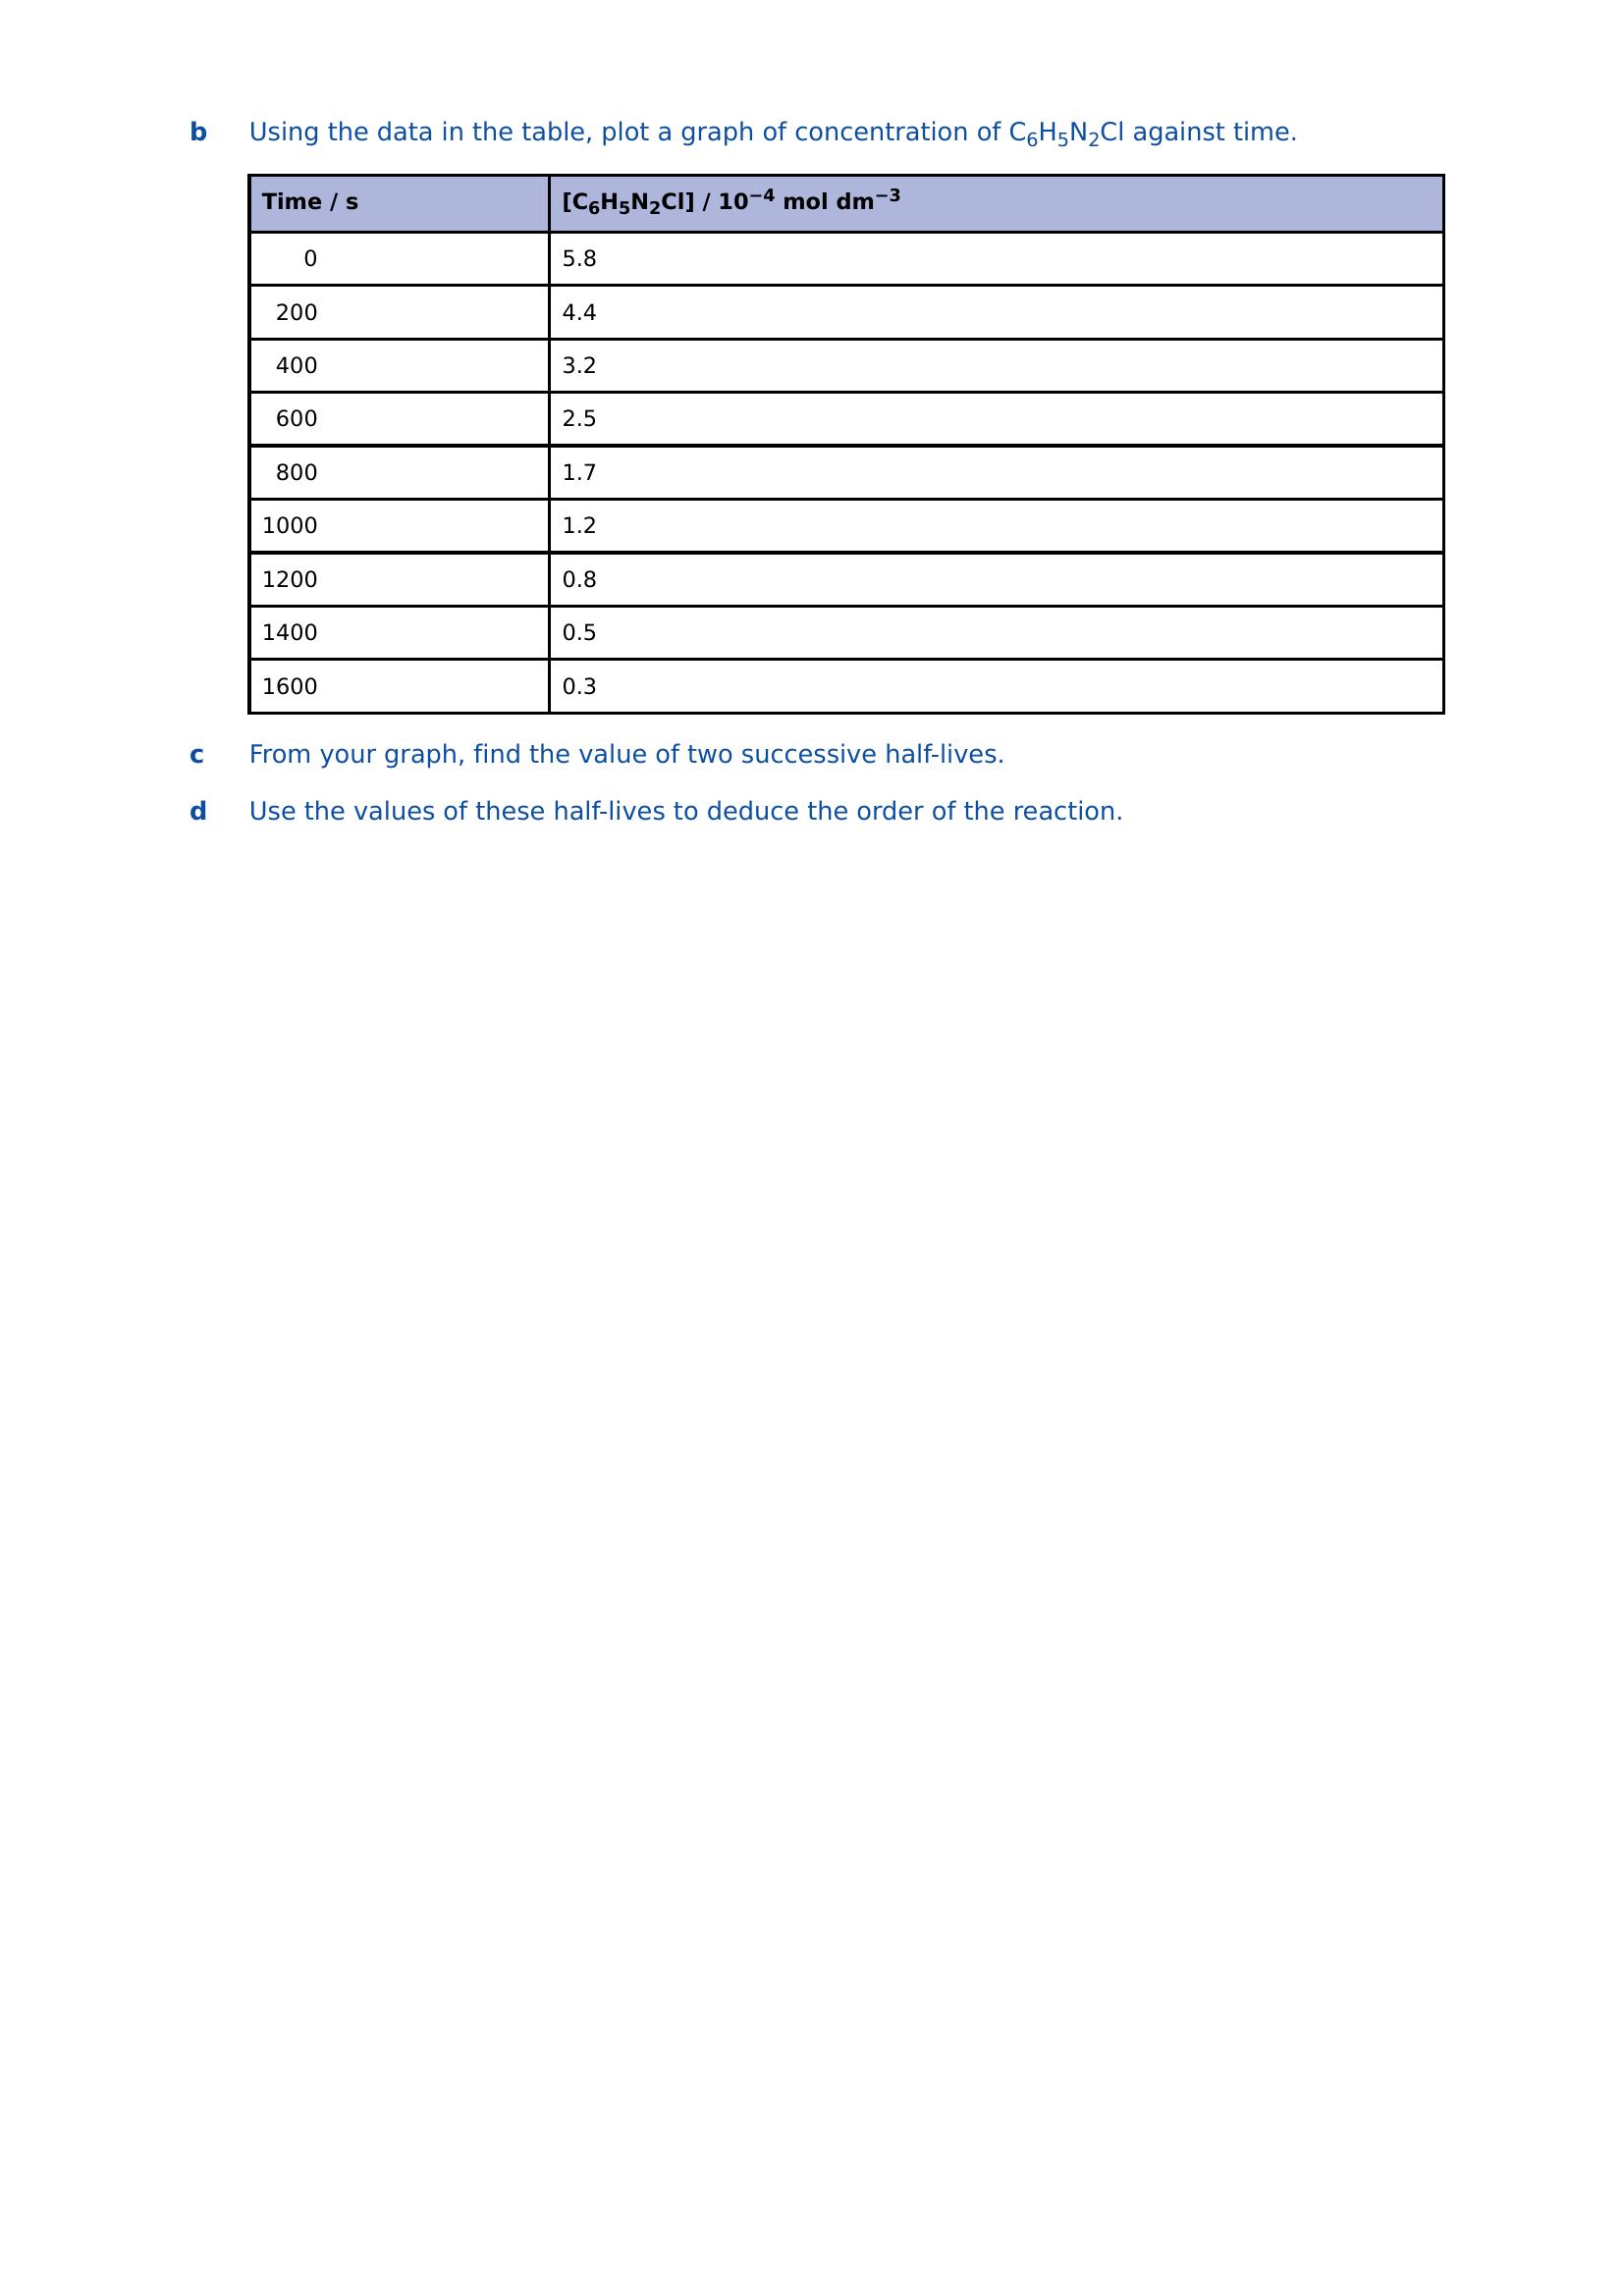 b Using the data in the table, plot a graph of concentration of C₆H₅N₂Cl against time.
Time / s [C₆H₅N₂Cl] / 10⁻⁴ mol dm⁻³
0 5.8
200 4.4
400 3.2
600 2.5
800 1.7
1000 1.2
1200 0.8
1400 0.5
1600 0.3
c From your graph, find the value of two successive half-lives.
d Use the values of these half-lives to deduce the order of the reaction.